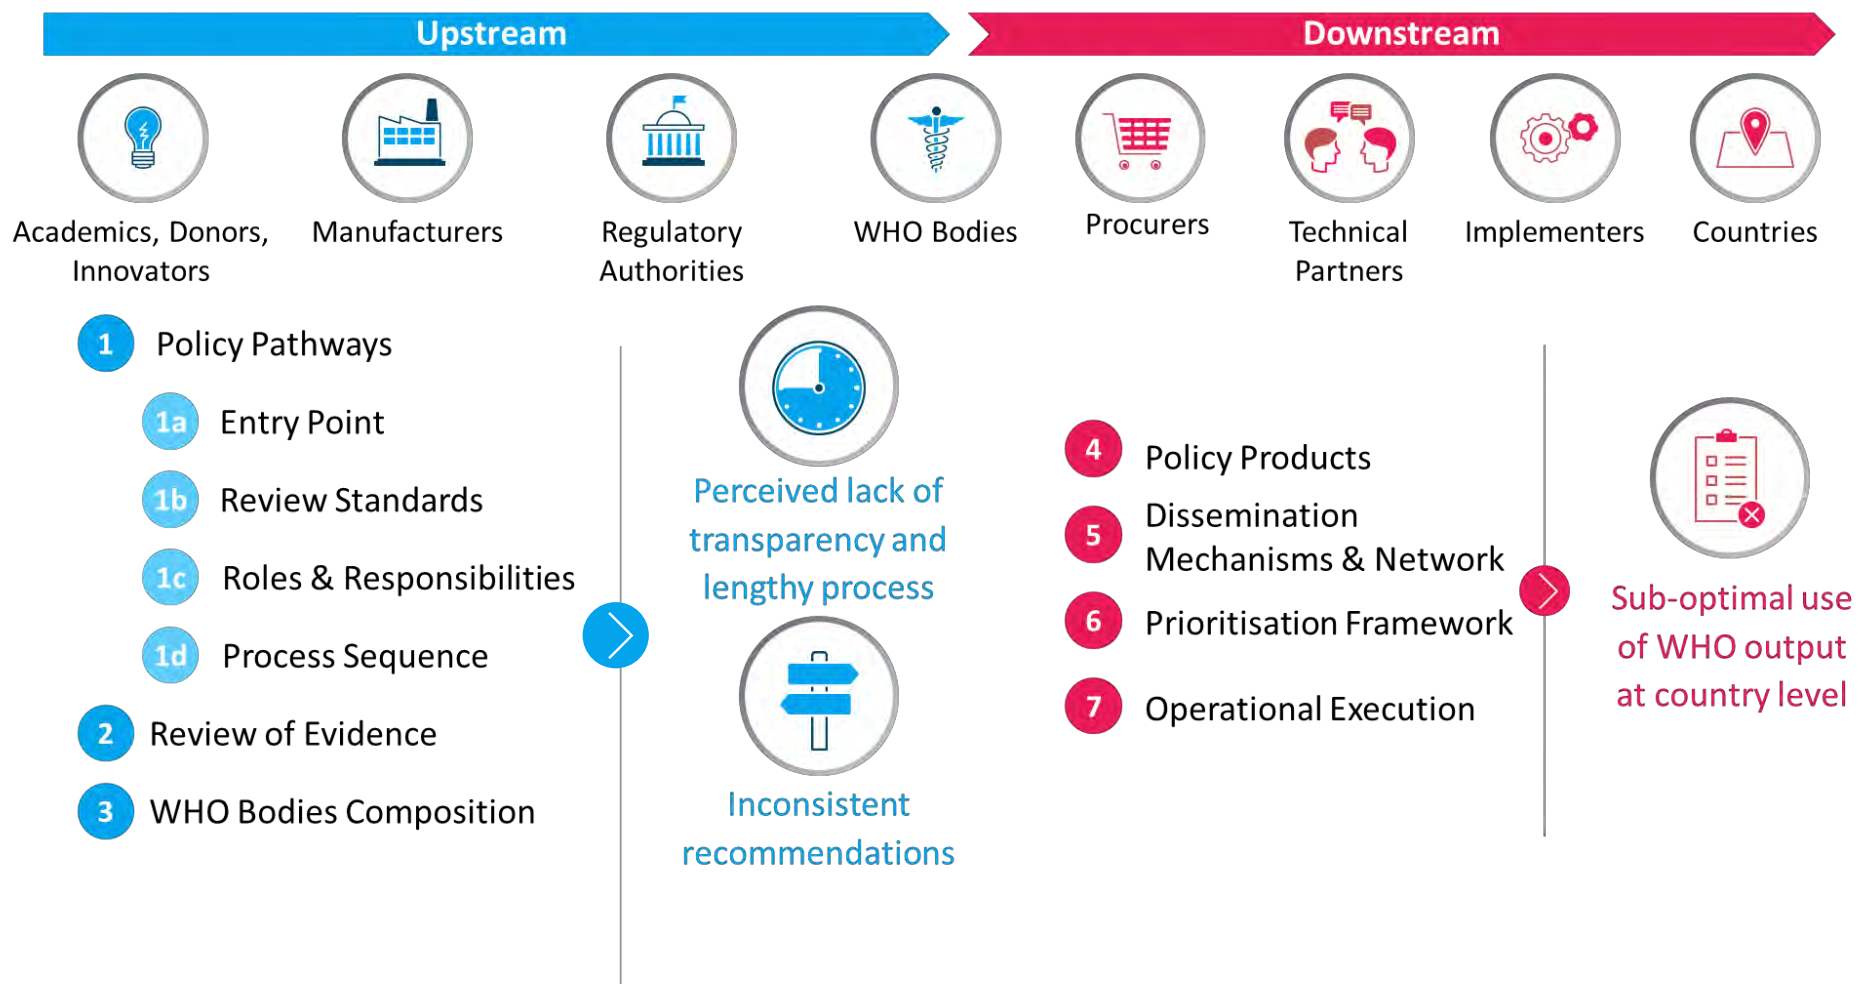 Upstream
Downstream
Academics, Donors,
Innovators
Manufacturers
Regulatory
Authorities
WHO Bodies
Procurers
Technical
Partners
Implementers
Countries
1 Policy Pathways
1a Entry Point
1b Review Standards
1c Roles & Responsibilities
1d Process Sequence
2 Review of Evidence
3 WHO Bodies Composition
Perceived lack of
transparency and
lengthy process
Inconsistent
recommendations
4 Policy Products
5 Dissemination
Mechanisms & Network
6 Prioritisation Framework
7 Operational Execution
Sub-optimal use
of WHO output
at country level